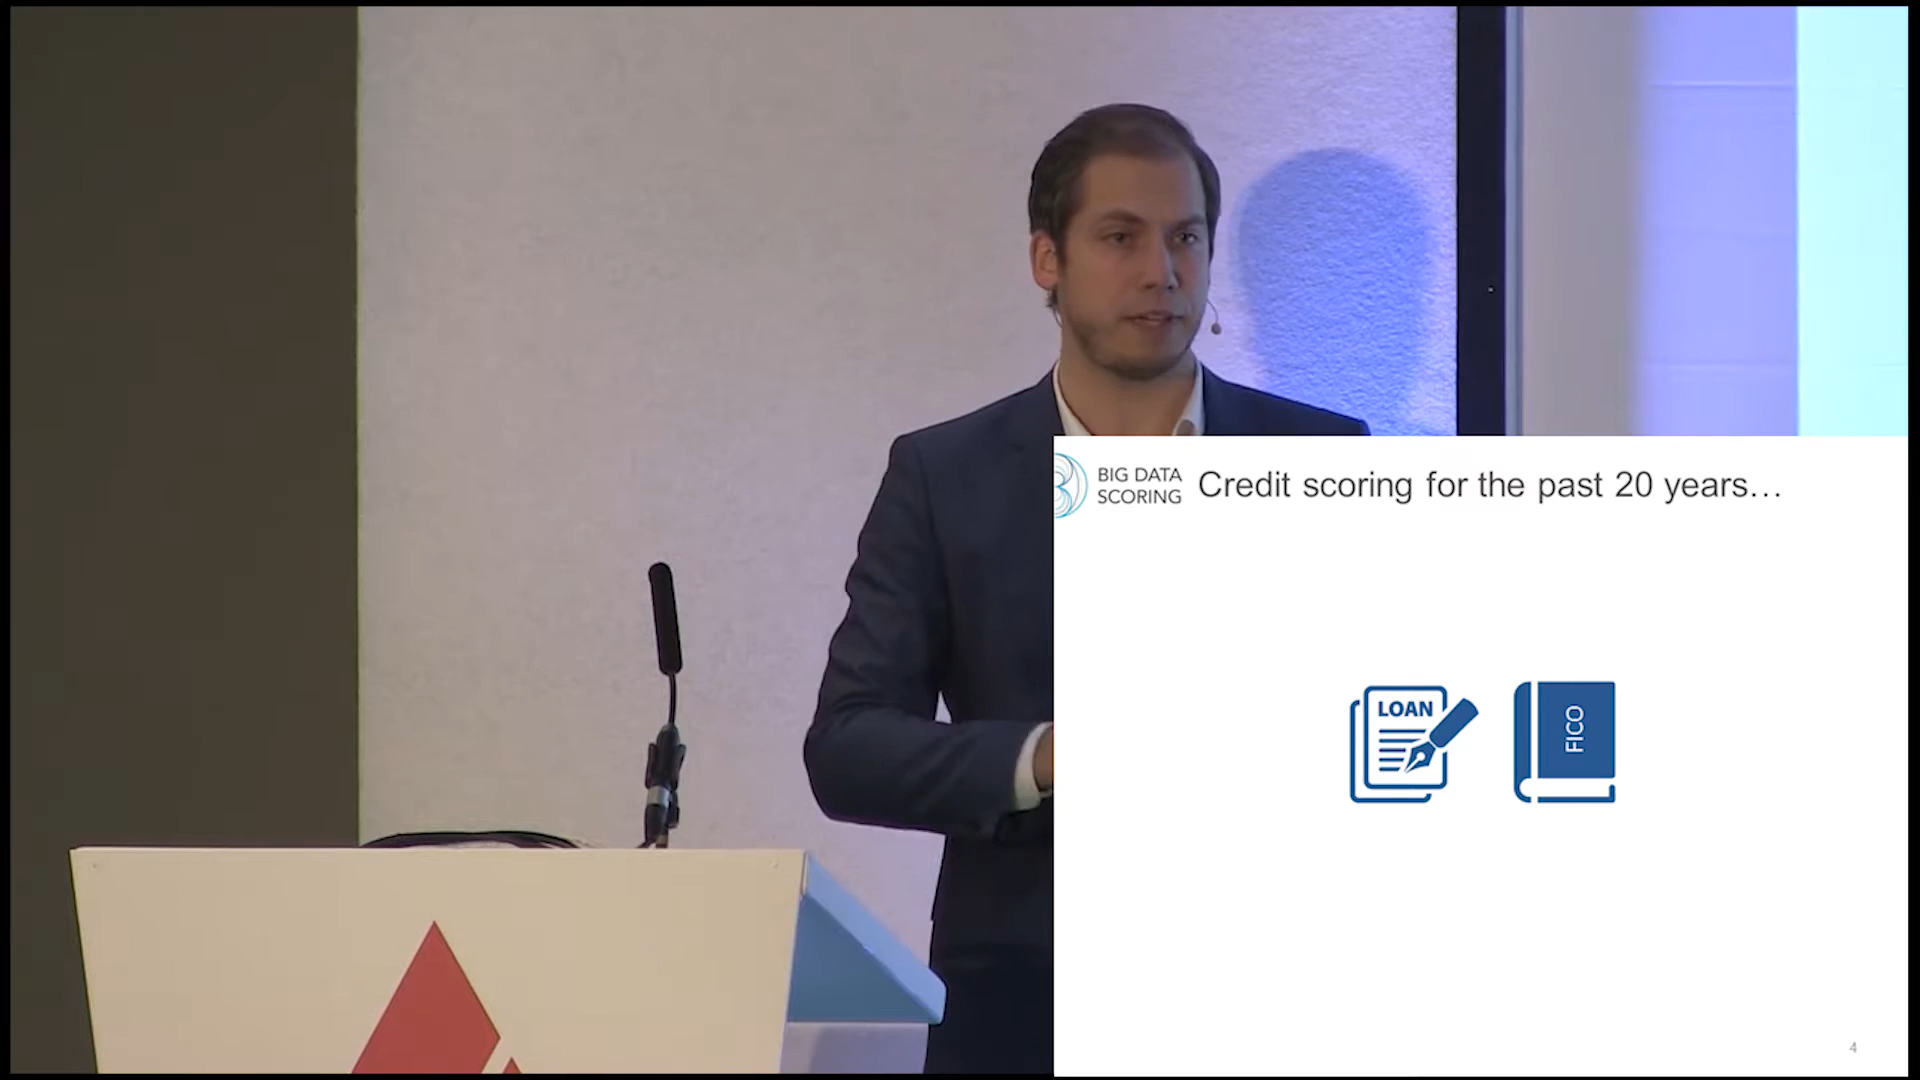 BIG DATA
SCORING
Credit scoring for the past 20 years…
LOAN
FICO
4